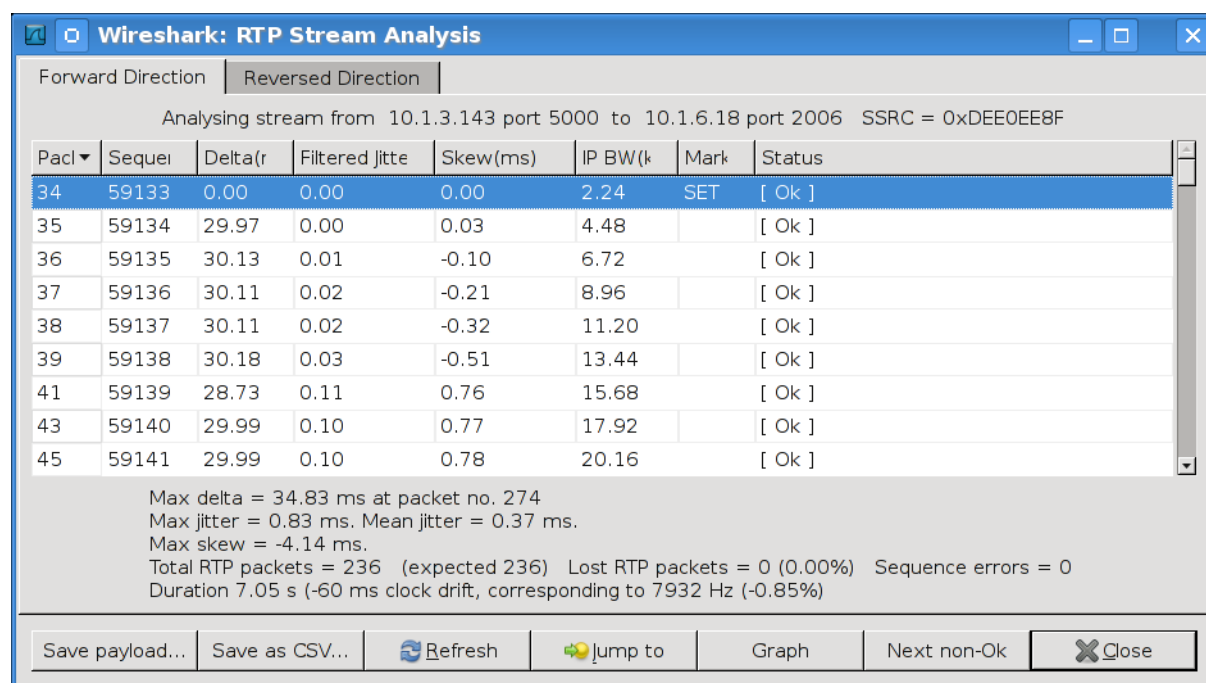 Wireshark: RTP Stream Analysis
Forward Direction Reversed Direction
Analysing stream from 10.1.3.143 port 5000 to 10.1.6.18 port 2006 SSRC = 0xDEE0EE8F
Pacl Sequei Delta(r Filtered Jitte Skew(ms) IP BW(k Mark Status
34 59133 0.00 0.00 0.00 2.24 SET [ Ok ]
35 59134 29.97 0.00 0.03 4.48 [ Ok ]
36 59135 30.13 0.01 -0.10 6.72 [ Ok ]
37 59136 30.11 0.02 -0.21 8.96 [ Ok ]
38 59137 30.11 0.02 -0.32 11.20 [ Ok ]
39 59138 30.18 0.03 -0.51 13.44 [ Ok ]
41 59139 28.73 0.11 0.76 15.68 [ Ok ]
43 59140 29.99 0.10 0.77 17.92 [ Ok ]
45 59141 29.99 0.10 0.78 20.16 [ Ok ]
Max delta = 34.83 ms at packet no. 274
Max jitter = 0.83 ms. Mean jitter = 0.37 ms.
Max skew = -4.14 ms.
Total RTP packets = 236 (expected 236) Lost RTP packets = 0 (0.00%) Sequence errors = 0
Duration 7.05 s (-60 ms clock drift, corresponding to 7932 Hz (-0.85%)
Save payload... Save as CSV... Refresh Jump to Graph Next non-Ok Close